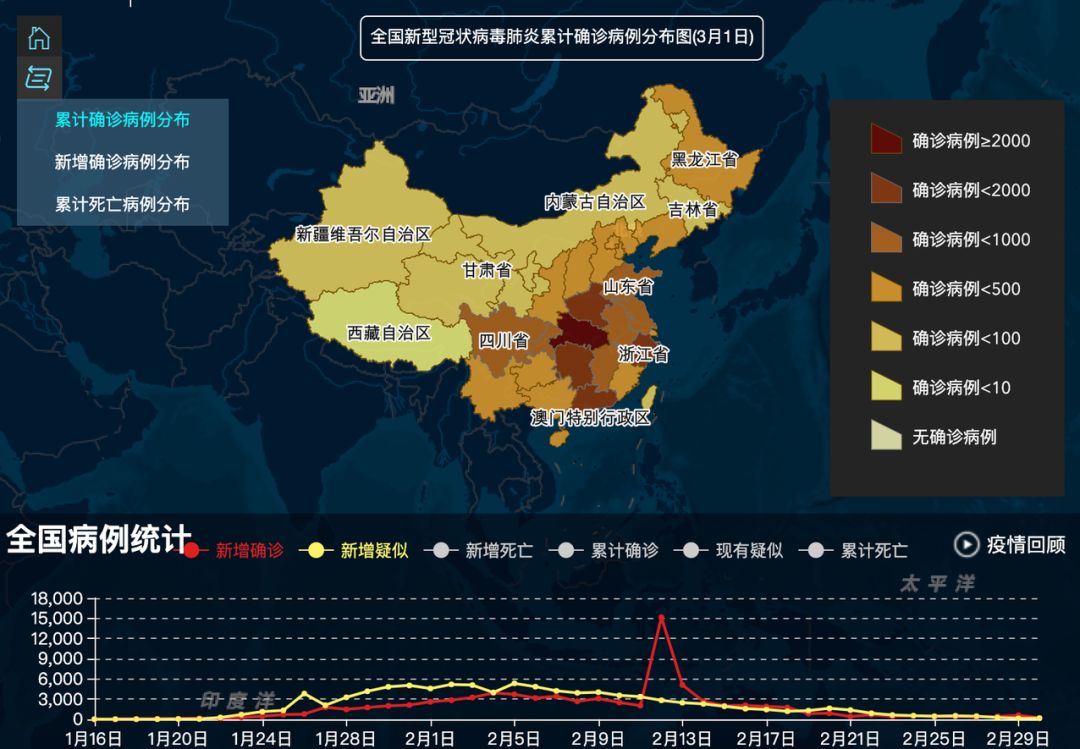 全国新型冠状病毒肺炎累计确诊病例分布图(3月1日)
亚洲
累计确诊病例分布
新增确诊病例分布
累计死亡病例分布
确诊病例≥2000
确诊病例<2000
确诊病例<1000
确诊病例<500
确诊病例<100
确诊病例<10
无确诊病例
黑龙江省
内蒙古自治区
吉林省
新疆维吾尔自治区
甘肃省
山东省
西藏自治区
四川省
浙江省
澳门特别行政区
全国病例统计
新增确诊 新增疑似 新增死亡 累计确诊 现有疑似 累计死亡
疫情回顾
太平洋
印度洋
18,000
15,000
12,000
9,000
6,000
3,000
0
1月16日 1月20日 1月24日 1月28日 2月1日 2月5日 2月9日 2月13日 2月17日 2月21日 2月25日 2月29日